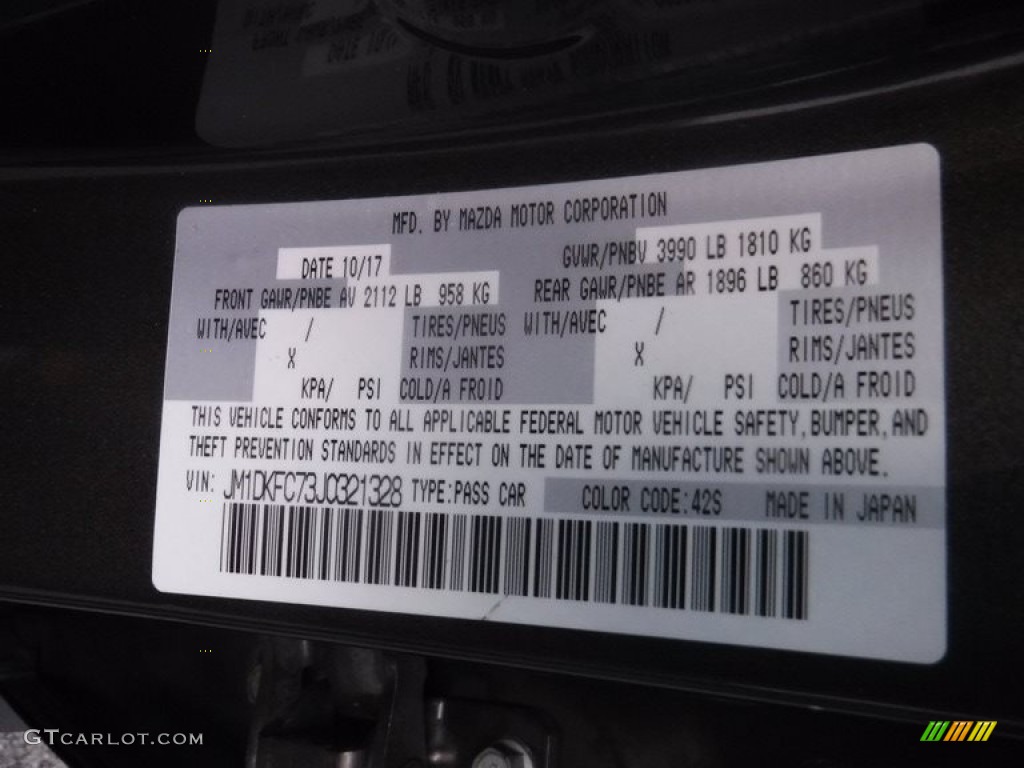 MFD. BY MAZDA MOTOR CORPORATION
DATE 10/17 GVWR/PNBV 3990 LB 1810 KG
FRONT GAWR/PNBE AV 2112 LB 958 KG REAR GAWR/PNBE AR 1896 LB 860 KG
WITH/AVEC / TIRES/PNEUS WITH/AVEC / TIRES/PNEUS
X RIMS/JANTES X RIMS/JANTES
KPA/ PSI COLD/A FROID KPA/ PSI COLD/A FROID
THIS VEHICLE CONFORMS TO ALL APPLICABLE FEDERAL MOTOR VEHICLE SAFETY, BUMPER, AND
THEFT PREVENTION STANDARDS IN EFFECT ON THE DATE OF MANUFACTURE SHOWN ABOVE.
VIN: JM1DKFC73J0321328 TYPE:PASS CAR COLOR CODE:42S MADE IN JAPAN
GTCARLOT.COM